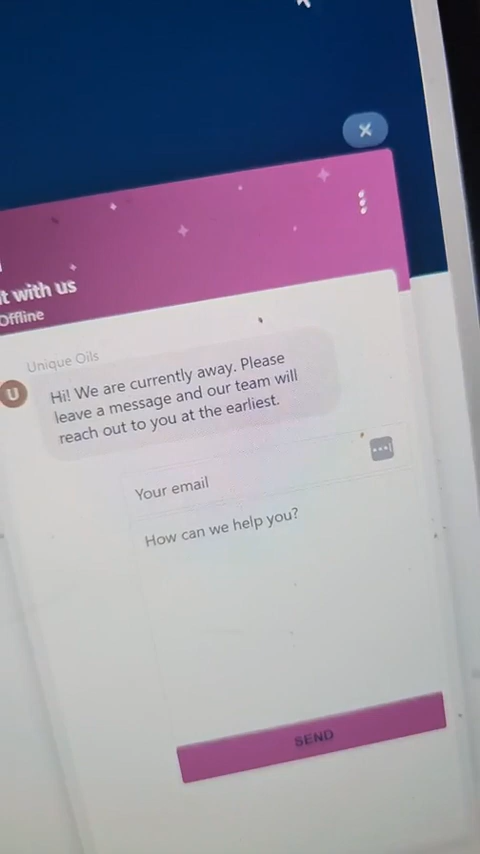 t with us
Offline
Unique Oils
U
Hi! We are currently away. Please
leave a message and our team will
reach out to you at the earliest.
Your email
How can we help you?
SEND